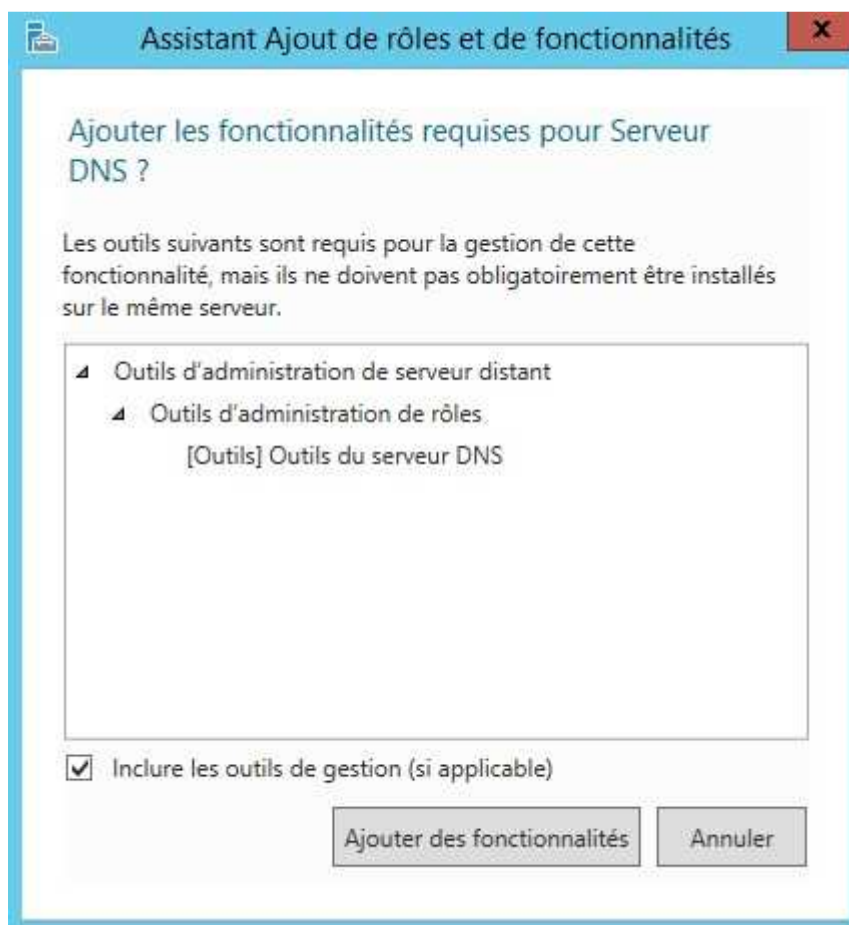 Assistant Ajout de rôles et de fonctionnalités
x
Ajouter les fonctionnalités requises pour Serveur
DNS ?
Les outils suivants sont requis pour la gestion de cette
fonctionnalité, mais ils ne doivent pas obligatoirement être installés
sur le même serveur.
Outils d'administration de serveur distant
Outils d'administration de rôles
[Outils] Outils du serveur DNS
Inclure les outils de gestion (si applicable)
Ajouter des fonctionnalités
Annuler